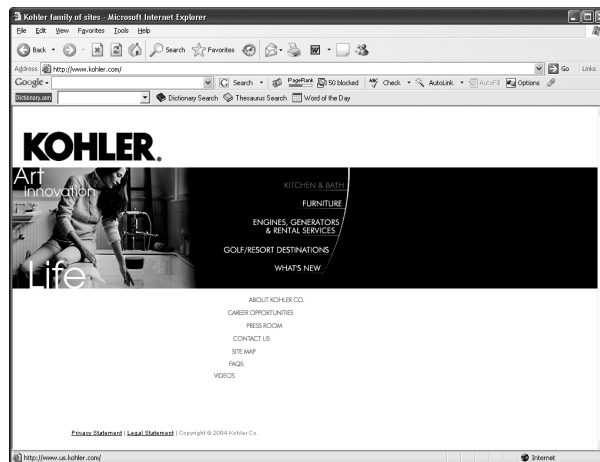 Kohler family of sites - Microsoft Internet Explorer
File Edit View Favorites Tools Help
Back Search Favorites
Address http://www.kohler.com/ Go Links
Google Search PageRank 50 blocked ABC Check AutoLink AutoFill Options
Dictionary.com Dictionary Search Thesaurus Search Word of the Day
KOHLER®
Art
Innovation
Life
KITCHEN & BATH
FURNITURE
ENGINES, GENERATORS
& RENTAL SERVICES
GOLF/RESORT DESTINATIONS
WHAT'S NEW
ABOUT KOHLER CO.
CAREER OPPORTUNITIES
PRESS ROOM
CONTACT US
SITE MAP
FAQS
VIDEOS
Privacy Statement | Legal Statement | Copyright © 2004 Kohler Co.
http://www.us.kohler.com/ Internet